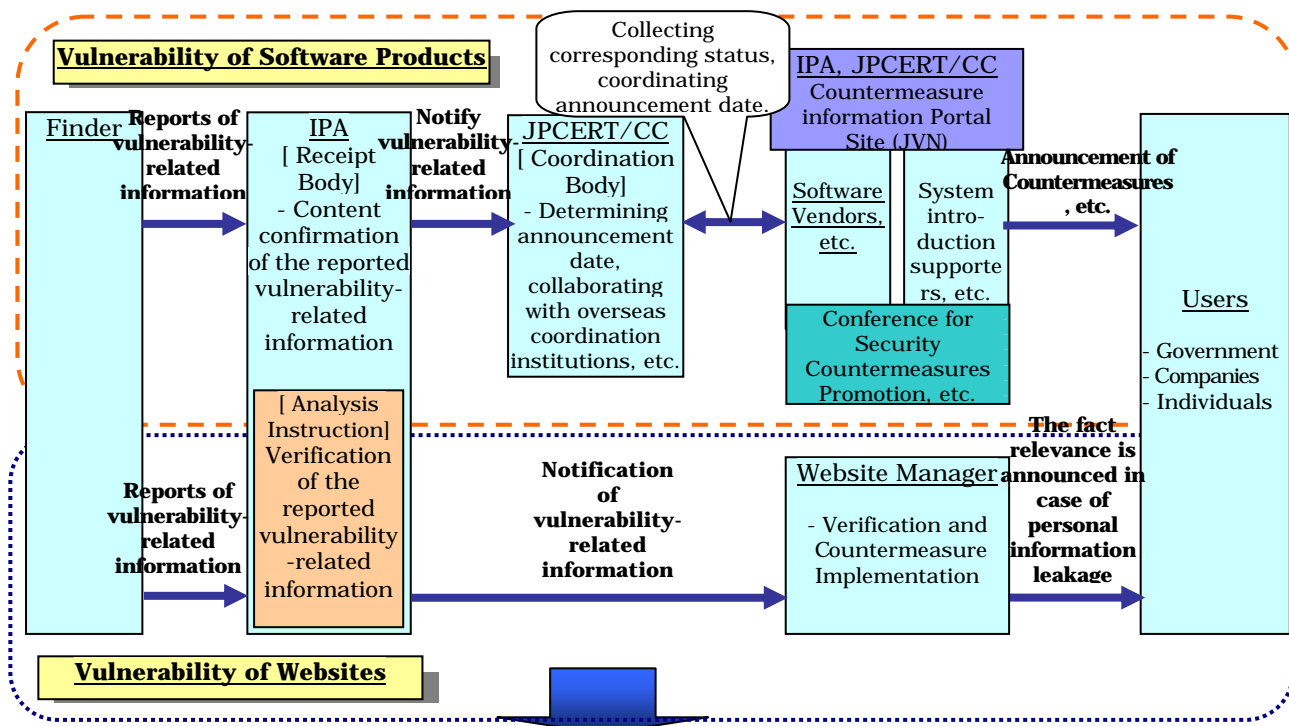 Vulnerability of Software Products
Collecting
corresponding status,
coordinating
announcement date.
Finder
Reports of
vulnerability-
related
information
IPA
[ Receipt
Body]
- Content
confirmation
of the reported
vulnerability-
related
information
[ Analysis
Instruction]
Verification
of the
reported
vulnerability
-related
information
Notify
vulnerability-
related
information
JPCERT/CC
[ Coordination
Body]
- Determining
announcement
date,
collaborating
with overseas
coordination
institutions, etc.
IPA, JPCERT/CC
Countermeasure
information Portal
Site (JVN)
Software
Vendors,
etc.
System
intro-
duction
supporte
rs, etc.
Conference for
Security
Countermeasures
Promotion, etc.
Announcement of
Countermeasures
, etc.
Users
- Government
- Companies
- Individuals
Reports of
vulnerability-
related
information
Notification
of
vulnerability-
related
information
Website Manager
- Verification and
Countermeasure
Implementation
The fact
relevance is
announced in
case of
personal
information
leakage
Vulnerability of Websites